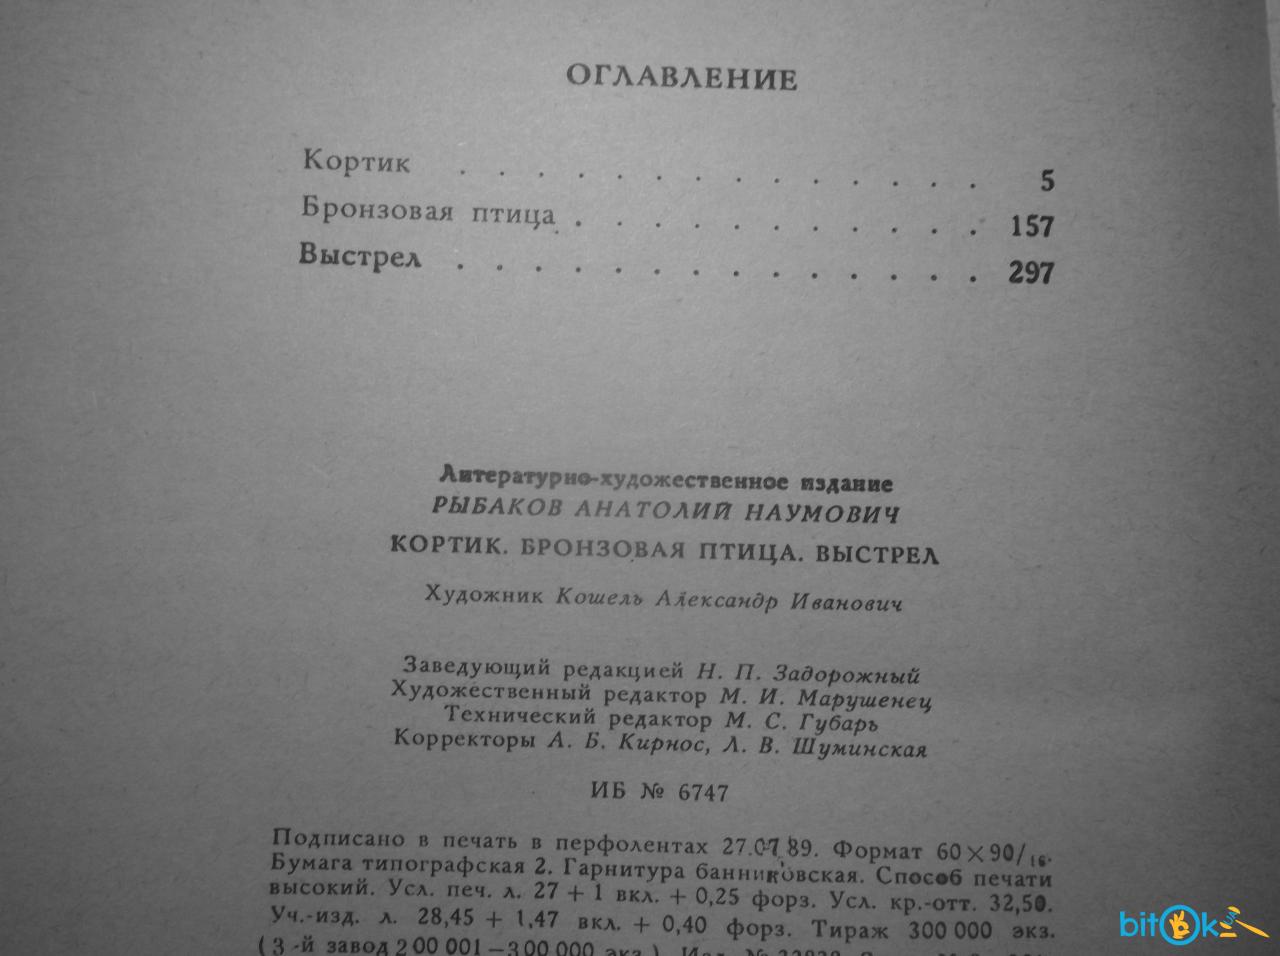 ОГЛАВЛЕНИЕ
Кортик . . . . . . . . . . . . . . 5
Бронзовая птица . . . . . . . . . . . 157
Выстрел . . . . . . . . . . . . . . 297
Литературно-художественное издание
РЫБАКОВ АНАТОЛИЙ НАУМОВИЧ
КОРТИК. БРОНЗОВАЯ ПТИЦА. ВЫСТРЕЛ
Художник Кошель Александр Иванович
Заведующий редакцией Н. П. Задорожный
Художественный редактор М. И. Марушенец
Технический редактор М. С. Губарь
Корректоры А. Б. Кирнос, Л. В. Шуминская
ИБ № 6747
Подписано в печать в перфолентах 27.07.89. Формат 60×90/16.
Бумага типографская 2. Гарнитура банниковская. Способ печати
высокий. Усл. печ. л. 27 + 1 вкл. + 0,25 форз. Усл. кр.-отт. 32,50.
Уч.-изд. л. 28,45 + 1,47 вкл. + 0,40 форз. Тираж 300 000 экз.
(3-й завод 200 001—300 000 экз.). Изд. №
bitOk UA